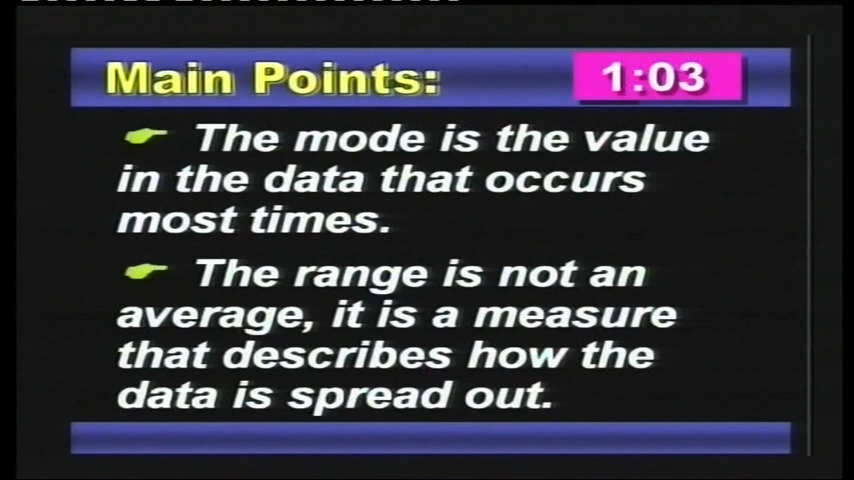 Main Points:
1:03
The mode is the value
in the data that occurs
most times.
The range is not an
average, it is a measure
that describes how the
data is spread out.